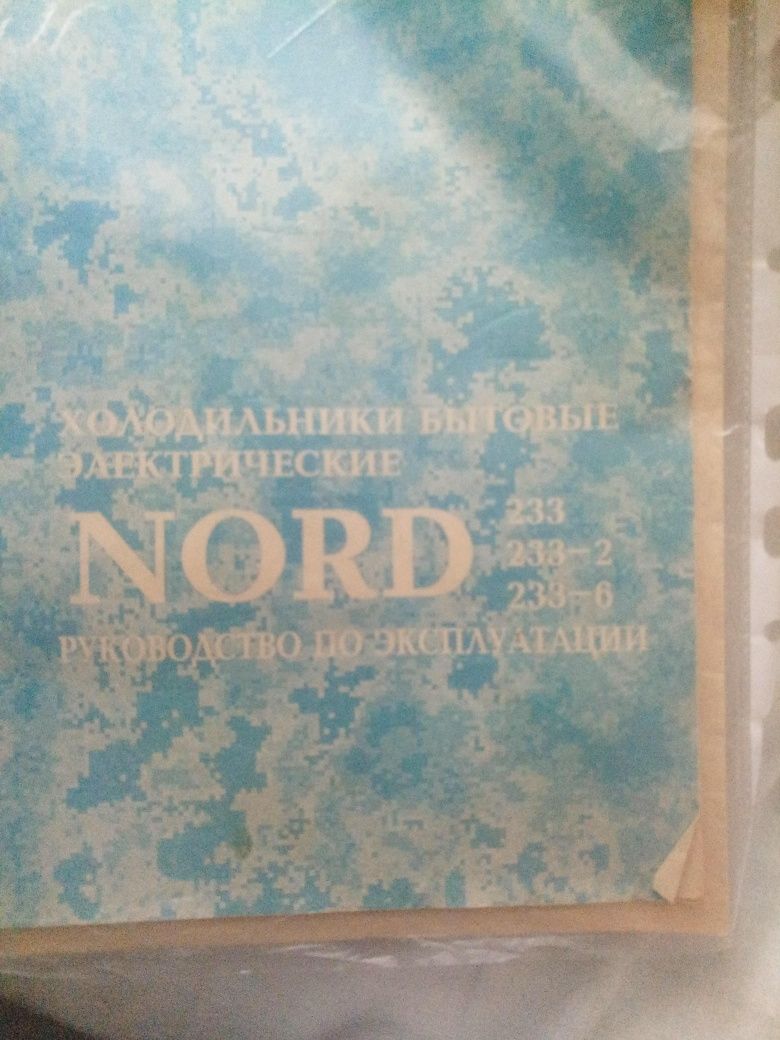 ХОЛОДИЛЬНИКИ БЫТОВЫЕ
ЭЛЕКТРИЧЕСКИЕ
NORD
233
233-2
233-6
РУКОВОДСТВО ПО ЭКСПЛУАТАЦИИ